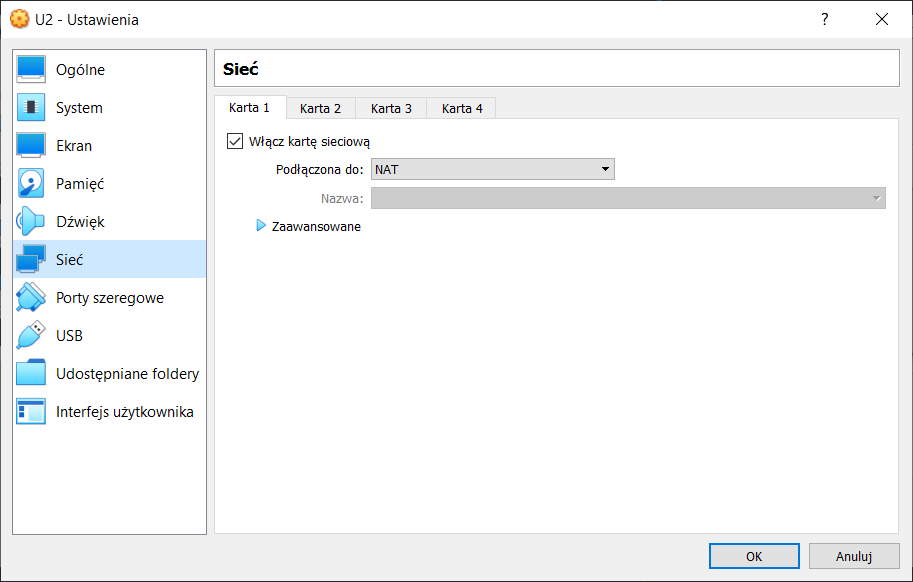 U2 - Ustawienia
?
Ogólne
System
Ekran
Pamięć
Dźwięk
Sieć
Porty szeregowe
USB
Udostępniane foldery
Interfejs użytkownika
Sieć
Karta 1 Karta 2 Karta 3 Karta 4
Włącz kartę sieciową
Podłączona do: NAT
Nazwa:
Zaawansowane
OK Anuluj